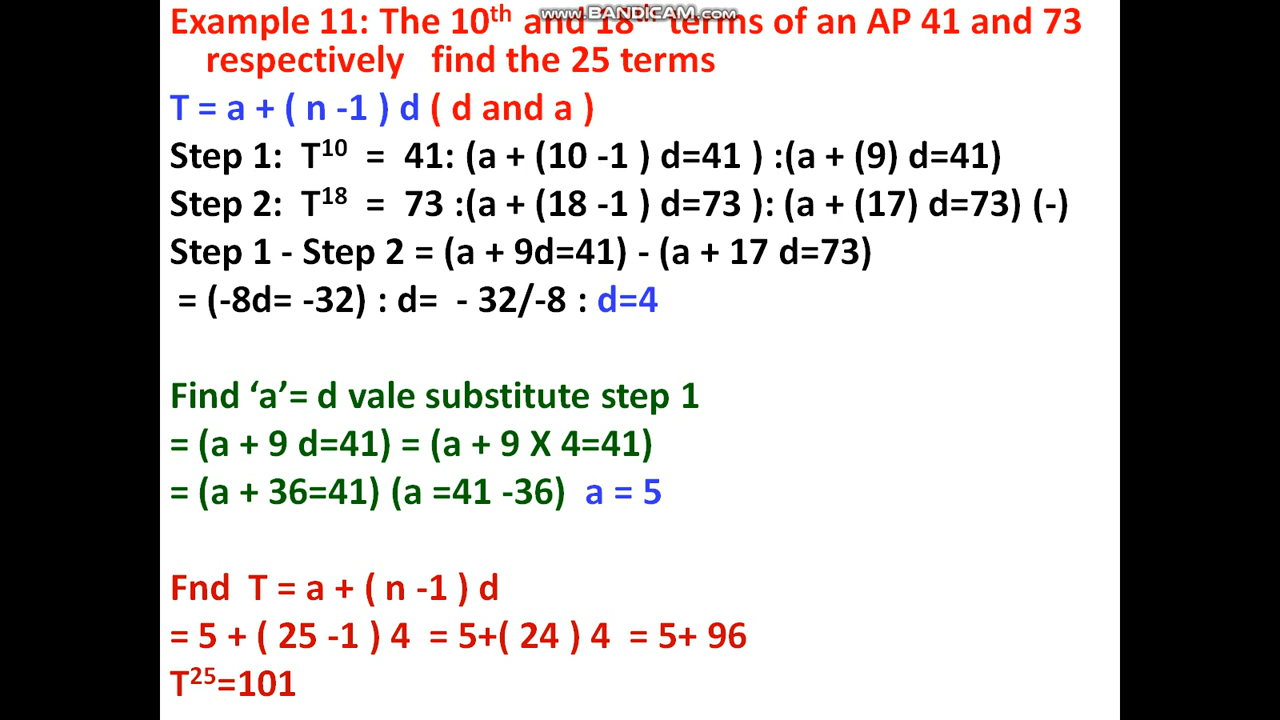 www.BANDICAM.com
Example 11: The 10th and 18th terms of an AP 41 and 73
respectively find the 25 terms
T = a + ( n -1 ) d ( d and a )
Step 1: T10 = 41: (a + (10 -1 ) d=41 ) :(a + (9) d=41)
Step 2: T18 = 73 :(a + (18 -1 ) d=73 ): (a + (17) d=73) (-)
Step 1 - Step 2 = (a + 9d=41) - (a + 17 d=73)
= (-8d= -32) : d= - 32/-8 : d=4
Find ‘a’= d vale substitute step 1
= (a + 9 d=41) = (a + 9 X 4=41)
= (a + 36=41) (a =41 -36) a = 5
Fnd T = a + ( n -1 ) d
= 5 + ( 25 -1 ) 4 = 5+( 24 ) 4 = 5+ 96
T25=101